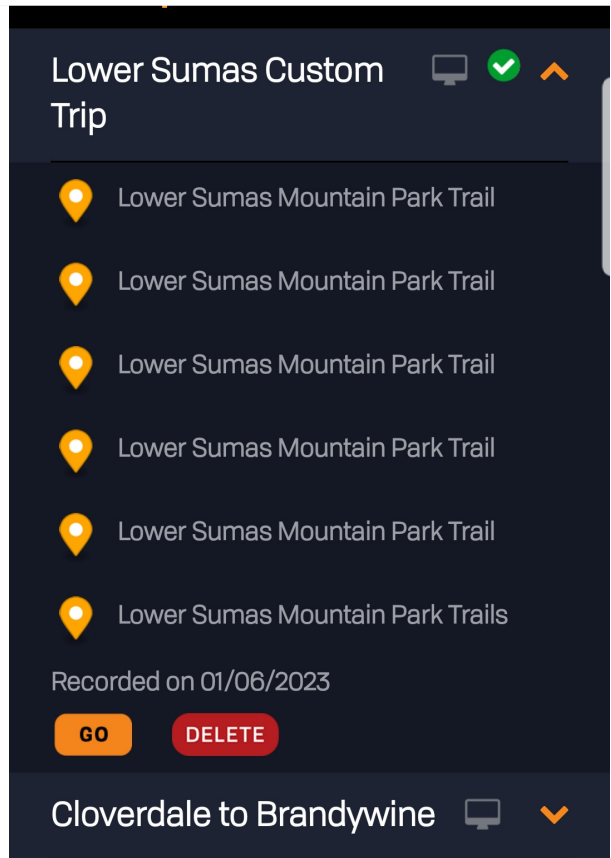 Lower Sumas Custom
Trip
Lower Sumas Mountain Park Trail
Lower Sumas Mountain Park Trail
Lower Sumas Mountain Park Trail
Lower Sumas Mountain Park Trail
Lower Sumas Mountain Park Trail
Lower Sumas Mountain Park Trails
Recorded on 01/06/2023
GO DELETE
Cloverdale to Brandywine